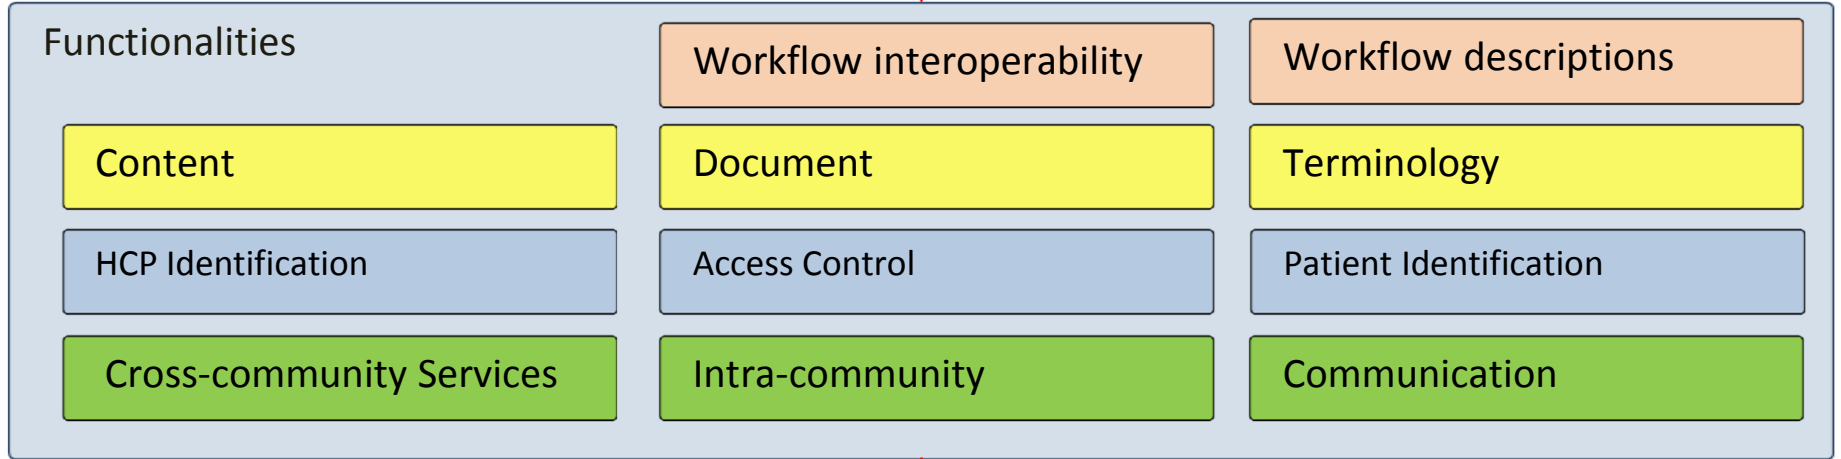 Functionalities
Workflow interoperability
Workflow descriptions
Content
Document
Terminology
HCP Identification
Access Control
Patient Identification
Cross-community Services
Intra-community
Communication